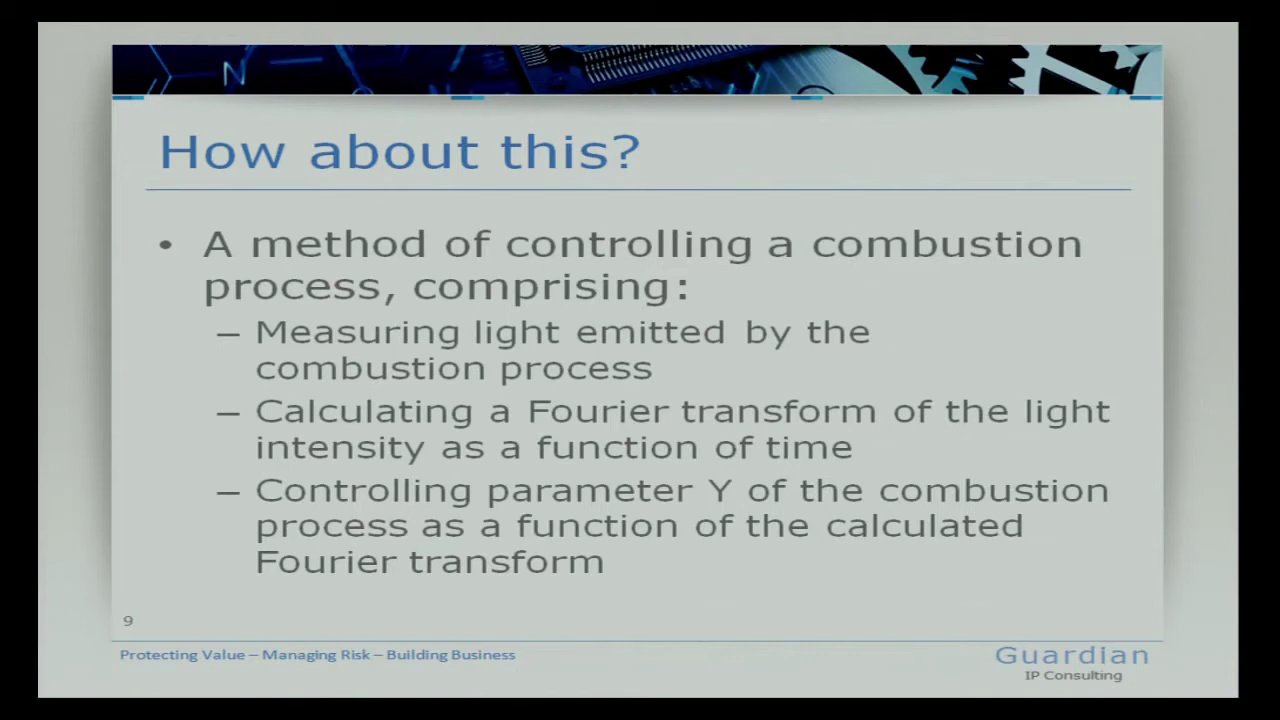 N
How about this?
• A method of controlling a combustion
process, comprising:
– Measuring light emitted by the
combustion process
– Calculating a Fourier transform of the light
intensity as a function of time
– Controlling parameter Y of the combustion
process as a function of the calculated
Fourier transform
9
Protecting Value – Managing Risk – Building Business
Guardian
IP Consulting